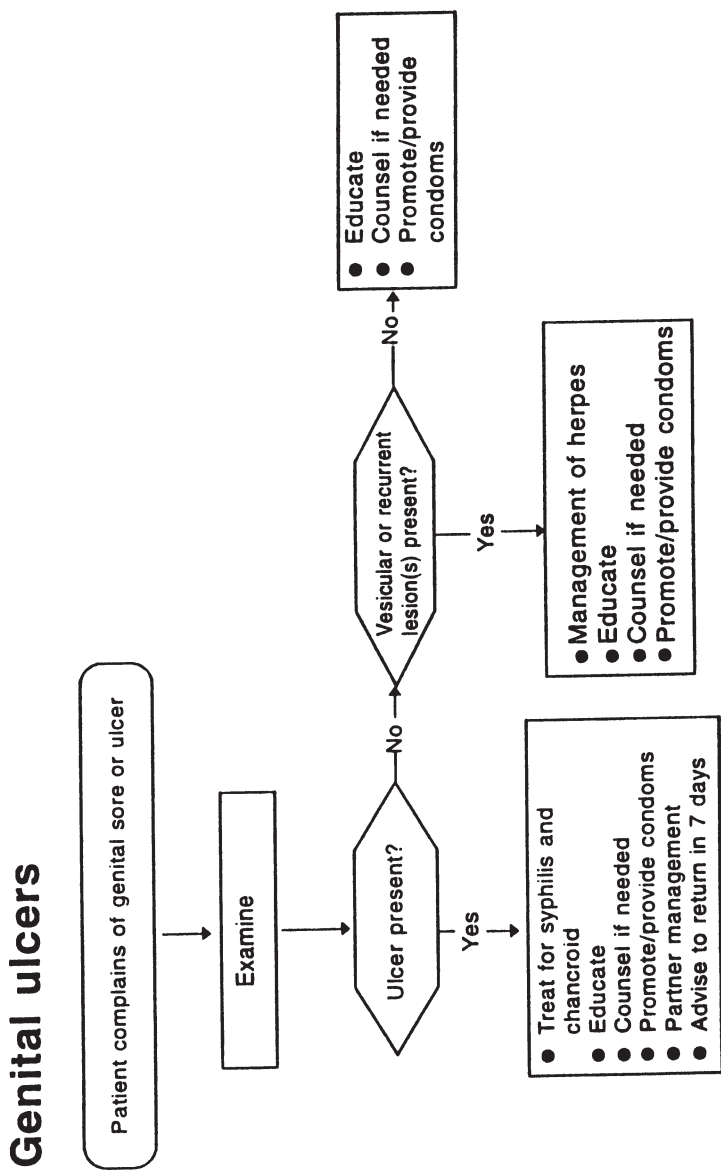 Genital ulcers
Patient complains of genital sore or ulcer
Examine
Ulcer present?
Yes
● Treat for syphilis and
chancroid
● Educate
● Counsel if needed
● Promote/provide condoms
● Partner management
● Advise to return in 7 days
No
Vesicular or recurrent
lesion(s) present?
Yes
● Management of herpes
● Educate
● Counsel if needed
● Promote/provide condoms
No
● Educate
● Counsel if needed
● Promote/provide
condoms